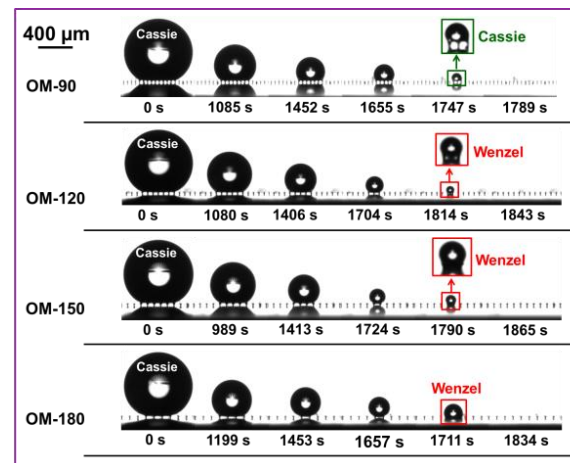 400 µm
Cassie
Cassie
OM-90
0 s 1085 s 1452 s 1655 s 1747 s 1789 s
Cassie
Wenzel
OM-120
0 s 1080 s 1406 s 1704 s 1814 s 1843 s
Cassie
Wenzel
OM-150
0 s 989 s 1413 s 1724 s 1790 s 1865 s
Cassie
Wenzel
OM-180
0 s 1199 s 1453 s 1657 s 1711 s 1834 s